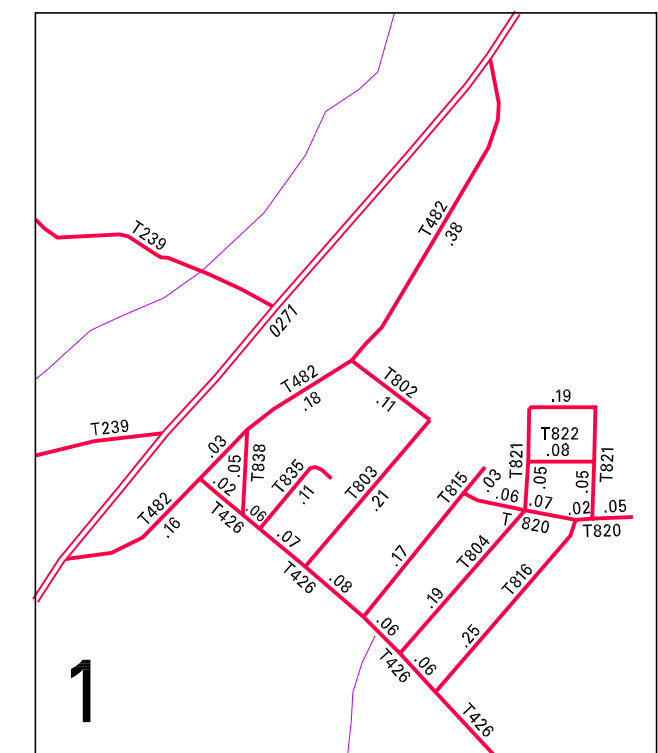 T239
T482
.38
0271
T482
.18
T802
.11
.19
T239
T822
.08
T821
T821
.03
.05
T838
T835
.11
T803
.21
T815
.03
.06
.05
.07
.05
.02
.05
T 820
T820
T482
.16
.02
T426
.06
.07
T426
.08
.17
T804
.19
T816
.25
.06
T426
.06
T426
1